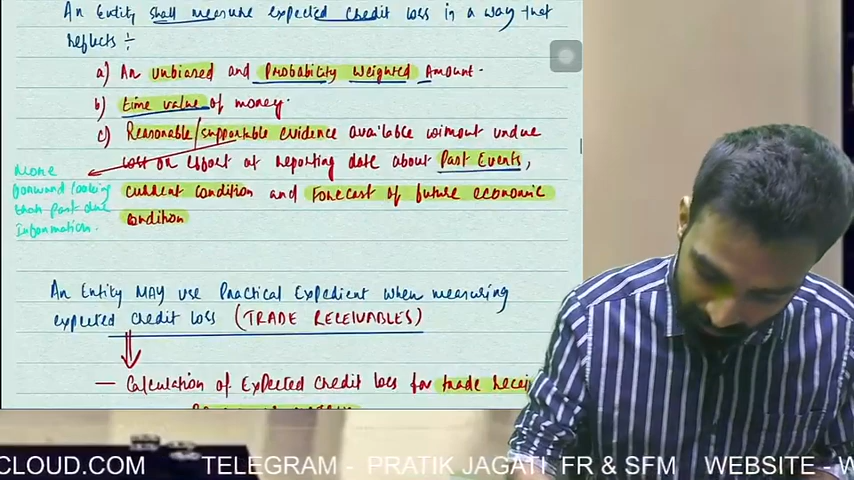 An Entity shall measure expected credit loss in a way that
reflects :-
a) An unbiased and Probability weighted Amount.
b) time value of money.
c) Reasonable/supportable evidence available without undue
cost or effort at reporting date about Past Events,
current condition and Forecast of future economic
condition
More
forward looking
than past due
information.
An Entity MAY use Practical Expedient when measuring
expected credit loss (TRADE RECEIVABLES)
— Calculation of Expected Credit loss for trade recei
CLOUD.COM TELEGRAM - PRATIK JAGATI FR & SFM WEBSITE - W